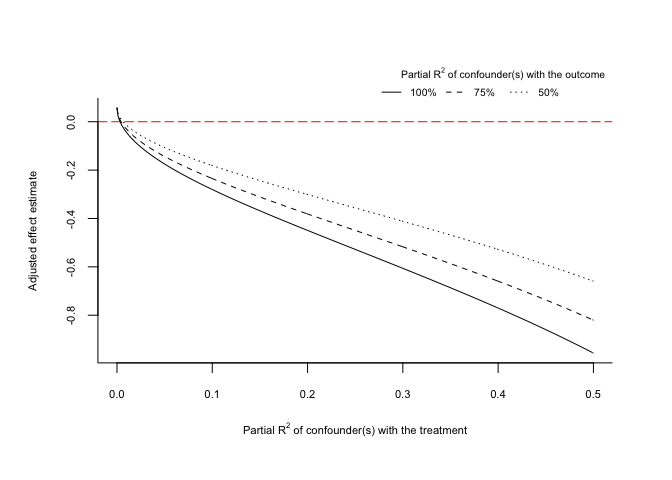 Partial R² of confounder(s) with the outcome
100% 75% 50%
0.0
-0.2
-0.4
-0.6
-0.8
Adjusted effect estimate
0.0 0.1 0.2 0.3 0.4 0.5
Partial R² of confounder(s) with the treatment